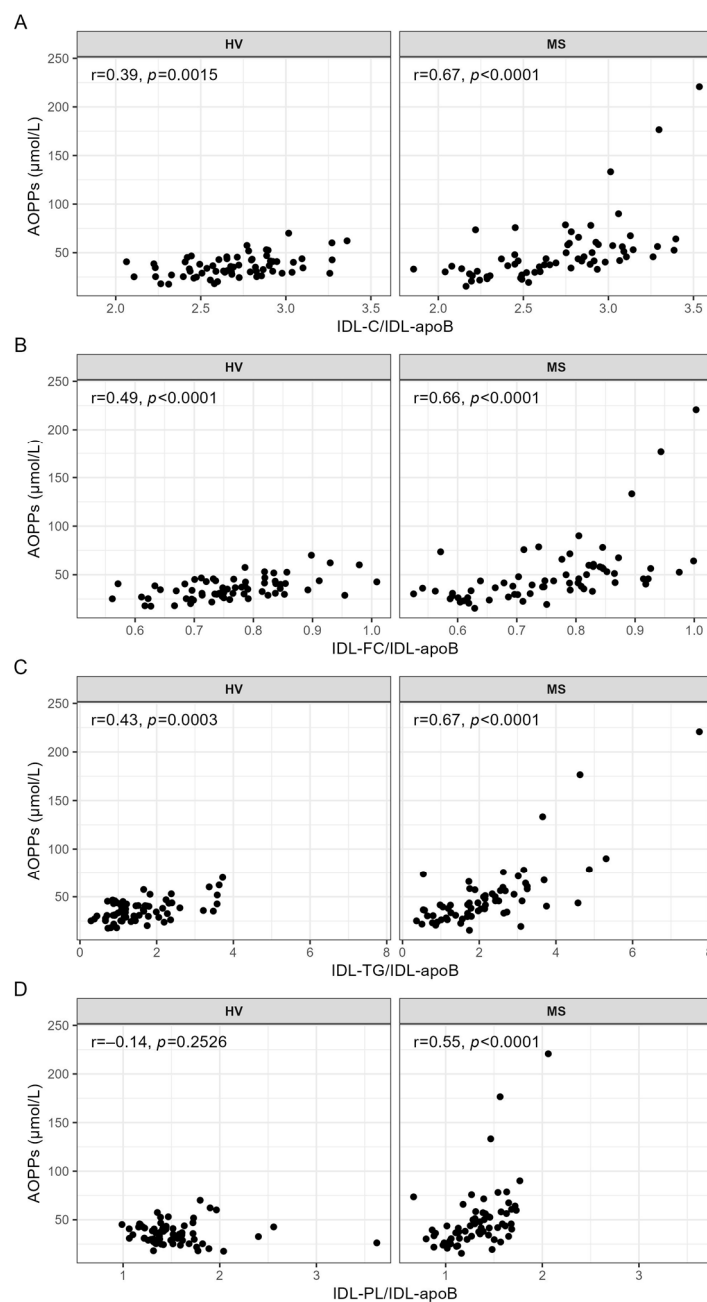 A
HV MS
r=0.39, p=0.0015 r=0.67, p<0.0001
250
200
150
100
50
AOPPs (µmol/L)
2.0 2.5 3.0 3.5 2.0 2.5 3.0 3.5
IDL-C/IDL-apoB
B
HV MS
r=0.49, p<0.0001 r=0.66, p<0.0001
250
200
150
100
50
AOPPs (µmol/L)
0.6 0.7 0.8 0.9 1.0 0.6 0.7 0.8 0.9 1.0
IDL-FC/IDL-apoB
C
HV MS
r=0.43, p=0.0003 r=0.67, p<0.0001
250
200
150
100
50
AOPPs (µmol/L)
0 2 4 6 8 0 2 4 6 8
IDL-TG/IDL-apoB
D
HV MS
r=–0.14, p=0.2526 r=0.55, p<0.0001
250
200
150
100
50
AOPPs (µmol/L)
1 2 3 1 2 3
IDL-PL/IDL-apoB